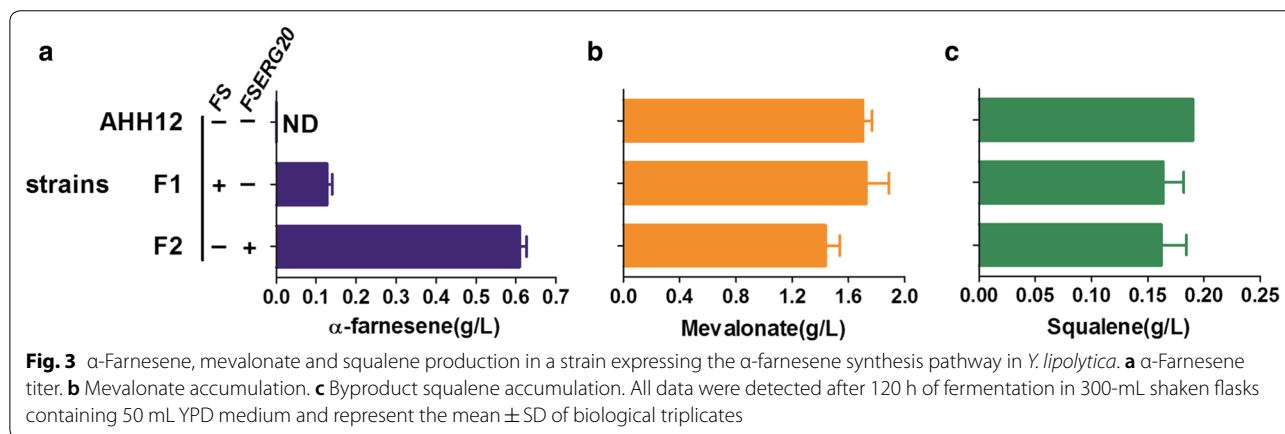 a
b
c
FS
FSERG20
AHH12 − − ND
strains F1 + −
F2 − +
0.0 0.1 0.2 0.3 0.4 0.5 0.6 0.7
α-farnesene(g/L)
0.0 0.4 0.8 1.2 1.6 2.0
Mevalonate(g/L)
0.00 0.05 0.10 0.15 0.20 0.25
Squalene(g/L)
Fig. 3 α-Farnesene, mevalonate and squalene production in a strain expressing the α-farnesene synthesis pathway in Y. lipolytica. a α-Farnesene
titer. b Mevalonate accumulation. c Byproduct squalene accumulation. All data were detected after 120 h of fermentation in 300-mL shaken flasks
containing 50 mL YPD medium and represent the mean ± SD of biological triplicates